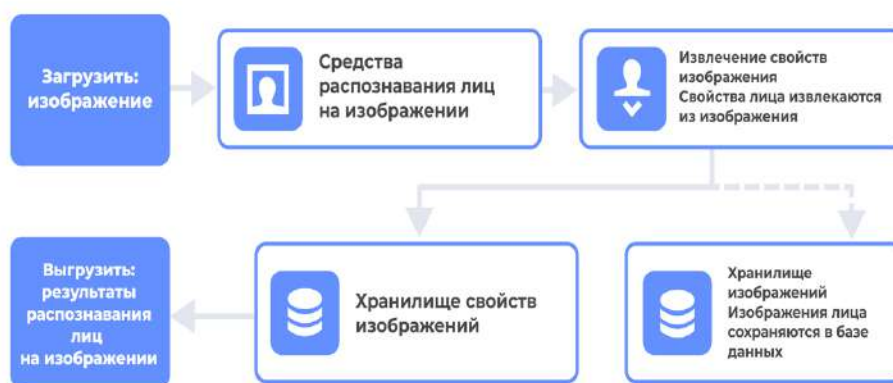 Загрузить:
изображение
Средства
распознавания лиц
на изображении
Извлечение свойств
изображения
Свойства лица извлекаются
из изображения
Выгрузить:
результаты
распознавания
лиц
на изображении
Хранилище свойств
изображений
Хранилище
изображений
Изображения лица
сохраняются в базе
данных